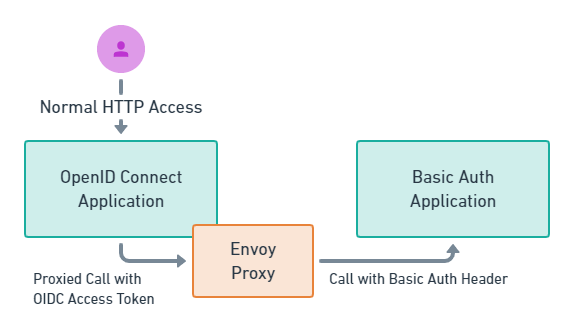 Normal HTTP Access
OpenID Connect
Application
Basic Auth
Application
Envoy
Proxy
Proxied Call with
OIDC Access Token
Call with Basic Auth Header